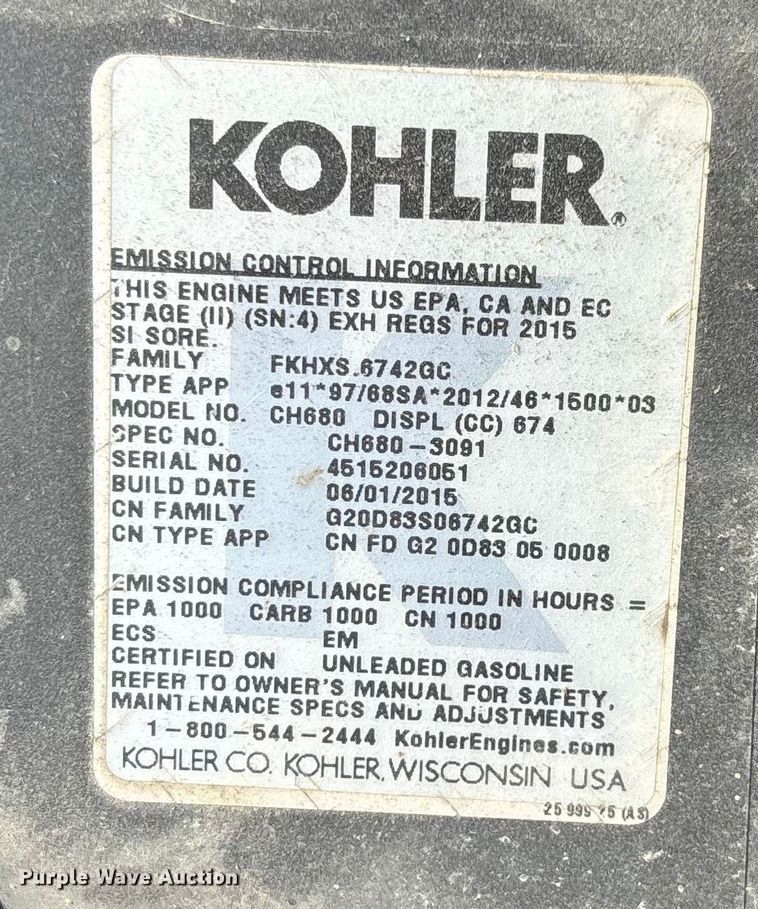 KOHLER®
EMISSION CONTROL INFORMATION
THIS ENGINE MEETS US EPA, CA AND EC
STAGE (II) (SN:4) EXH REGS FOR 2015
SI SORE.
FAMILY FKHXS.6742GC
TYPE APP e11*97/68SA*2012/46*1500*03
MODEL NO. CH680 DISPL (CC) 674
SPEC NO. CH680-3091
SERIAL NO. 4515206051
BUILD DATE 06/01/2015
CN FAMILY G20D83S06742GC
CN TYPE APP CN FD G2 0D83 05 0008
EMISSION COMPLIANCE PERIOD IN HOURS =
EPA 1000 CARB 1000 CN 1000
ECS EM
CERTIFIED ON UNLEADED GASOLINE
REFER TO OWNER'S MANUAL FOR SAFETY,
MAINTENANCE SPECS AND ADJUSTMENTS
1-800-544-2444 KohlerEngines.com
KOHLER CO. KOHLER, WISCONSIN USA
25 999 (AS)
Purple Wave Auction